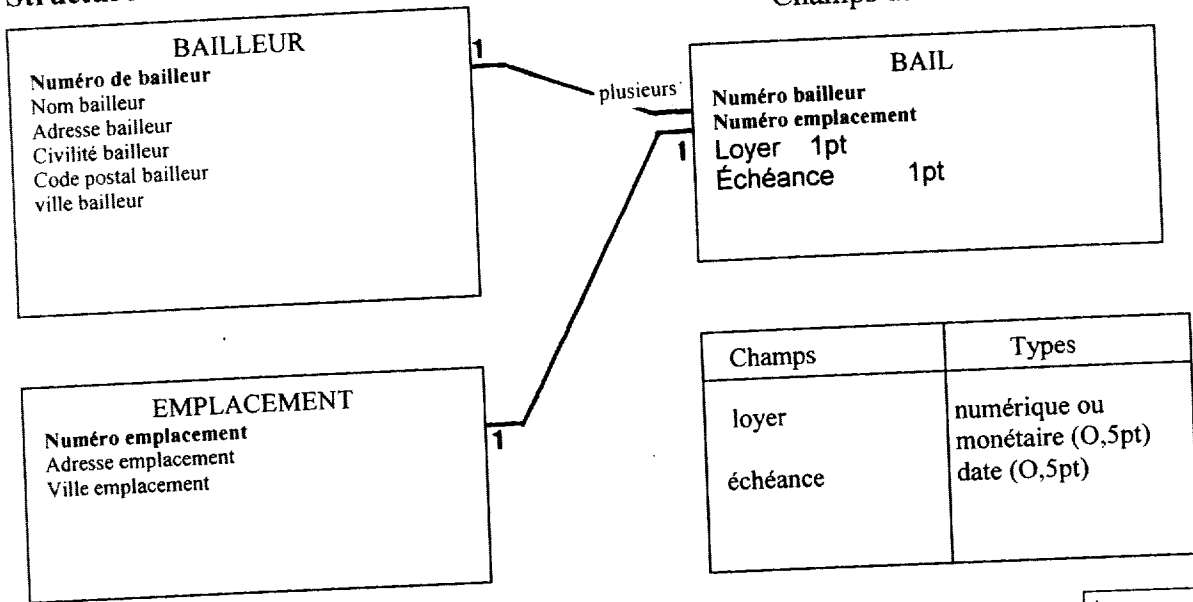 BAILLEUR
Numéro de bailleur
Nom bailleur
Adresse bailleur
Civilité bailleur
Code postal bailleur
ville bailleur
1
plusieurs
1
BAIL
Numéro bailleur
Numéro emplacement
Loyer 1pt
Échéance 1pt
EMPLACEMENT
Numéro emplacement
Adresse emplacement
Ville emplacement
1
Champs Types
loyer numérique ou
monétaire (O,5pt)
échéance date (O,5pt)